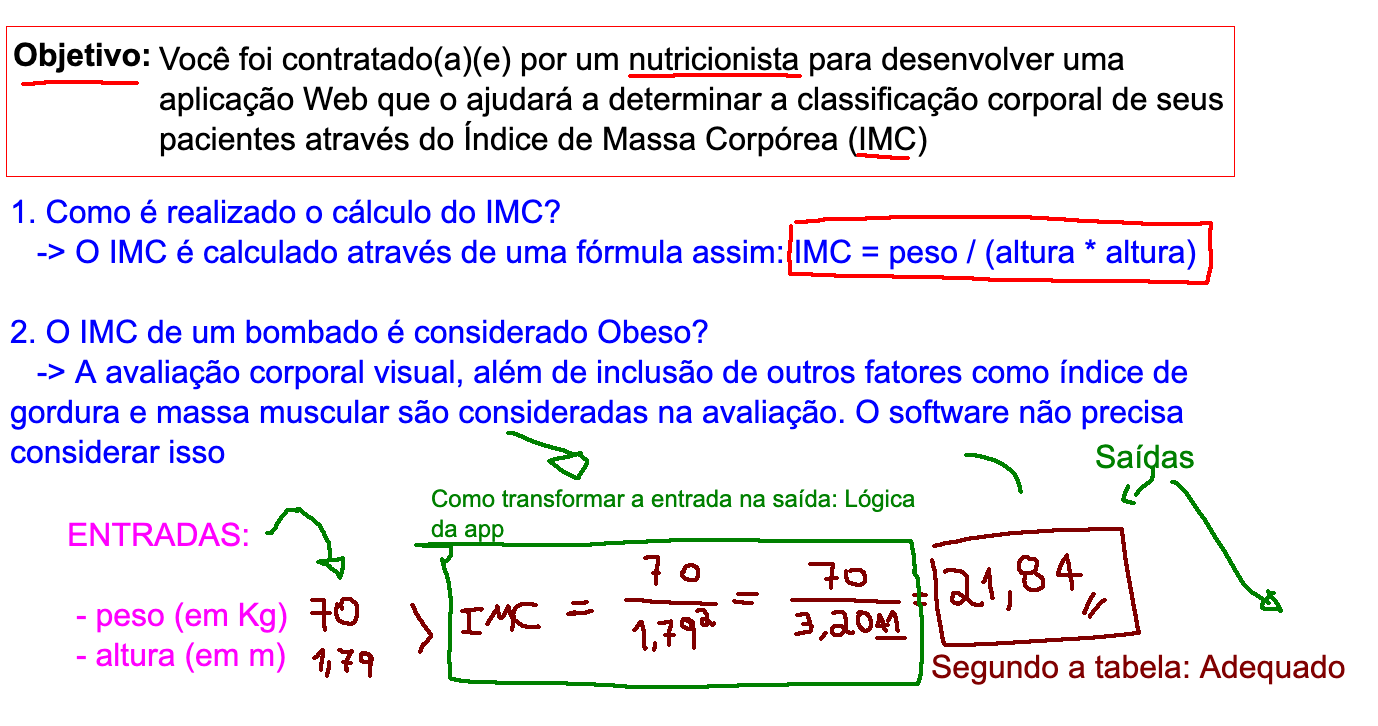 Objetivo: Você foi contratado(a)(e) por um nutricionista para desenvolver uma
aplicação Web que o ajudará a determinar a classificação corporal de seus
pacientes através do Índice de Massa Corpórea (IMC)
1. Como é realizado o cálculo do IMC?
-> O IMC é calculado através de uma fórmula assim: IMC = peso / (altura * altura)
2. O IMC de um bombado é considerado Obeso?
-> A avaliação corporal visual, além de inclusão de outros fatores como índice de
gordura e massa muscular são consideradas na avaliação. O software não precisa
considerar isso
Saídas
Como transformar a entrada na saída: Lógica
da app
ENTRADAS:
- peso (em Kg) 70
- altura (em m) 1,79
IMC = 70 / 1,79² = 70 / 3,2041 = 21,84
Segundo a tabela: Adequado